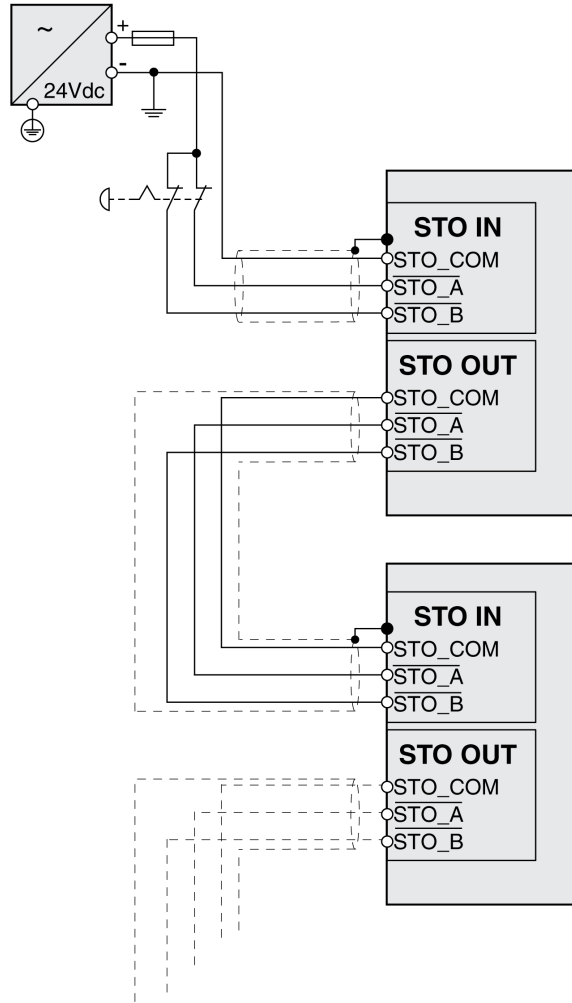 ~
+
-
24Vdc
STO IN
STO_COM
STO_A
STO_B
STO OUT
STO_COM
STO_A
STO_B
STO IN
STO_COM
STO_A
STO_B
STO OUT
STO_COM
STO_A
STO_B